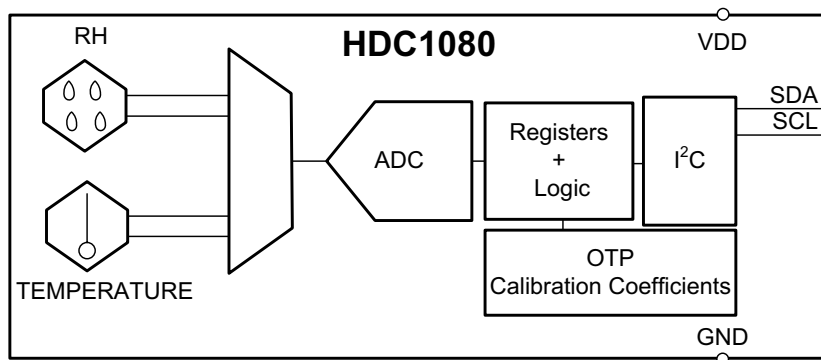 RH
HDC1080
VDD
SDA
SCL
ADC
Registers
+
Logic
I²C
TEMPERATURE
OTP
Calibration Coefficients
GND